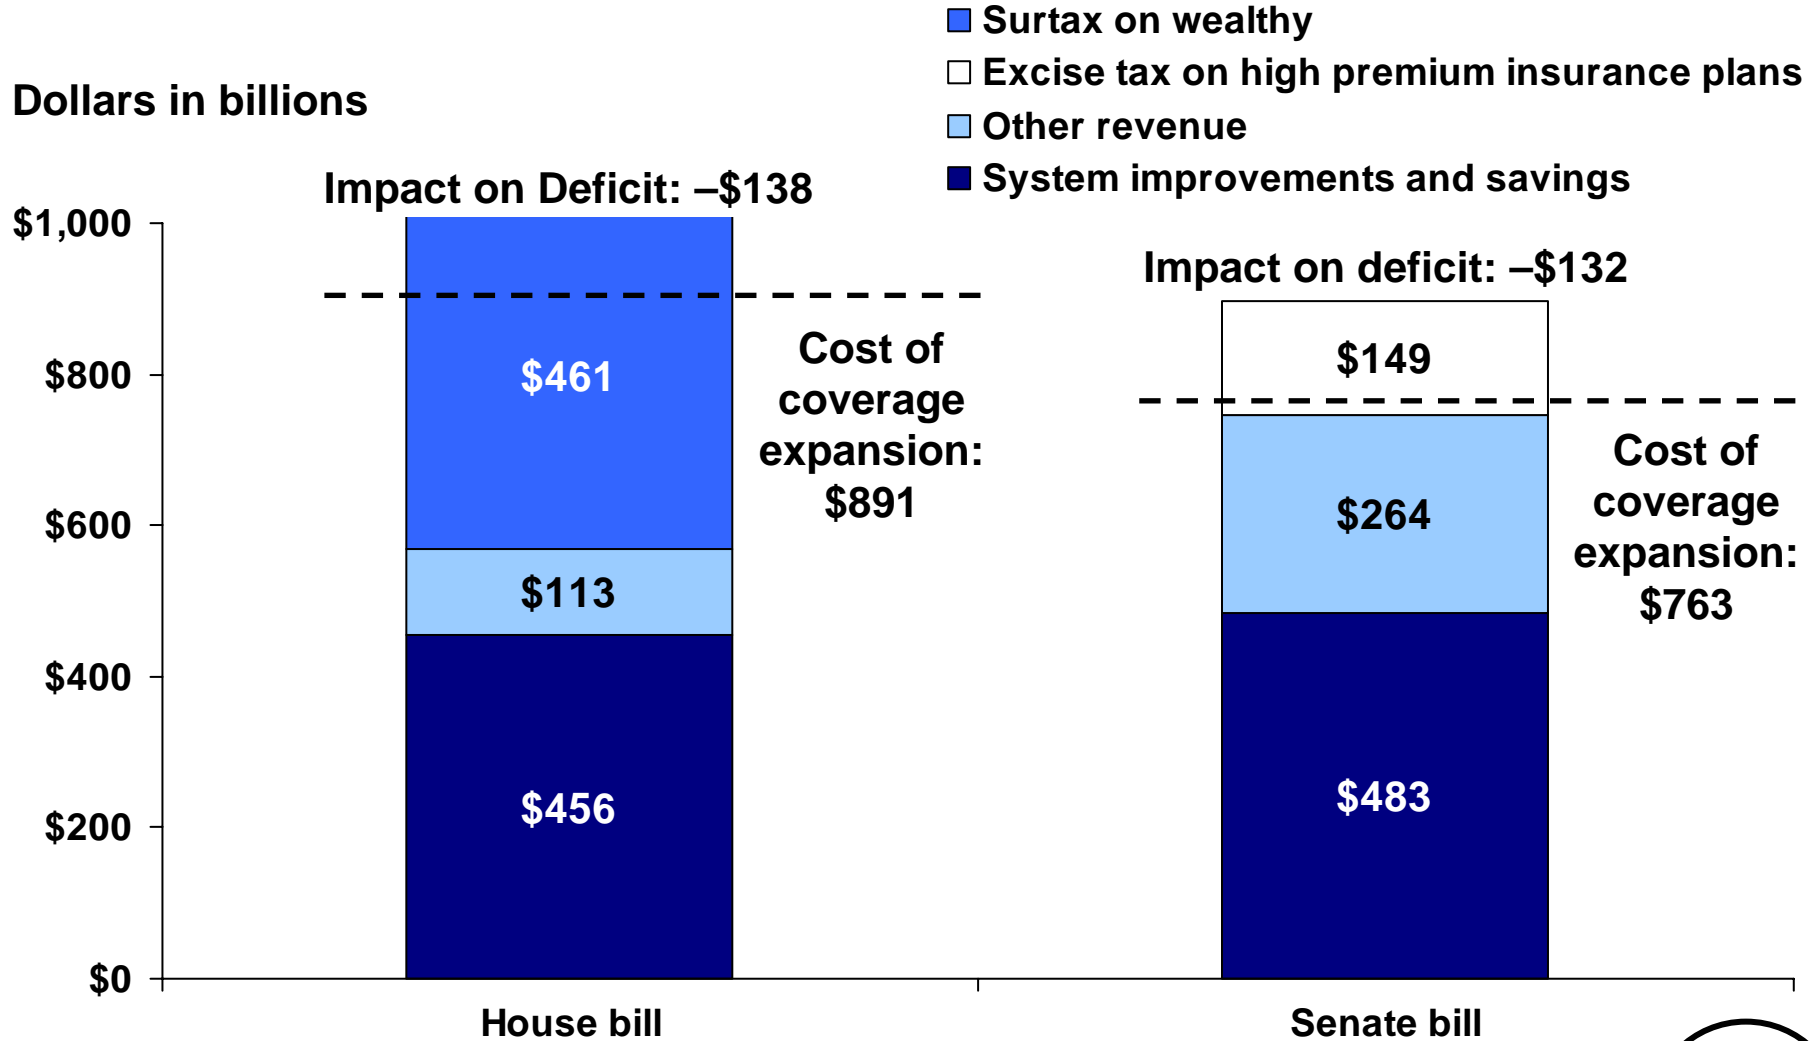 Surtax on wealthy
Excise tax on high premium insurance plans
Other revenue
System improvements and savings
Dollars in billions
Impact on Deficit: –$138
Impact on deficit: –$132
$1,000
$800
$600
$400
$200
$0
$461
$113
$456
Cost of
coverage
expansion:
$891
$149
$264
$483
Cost of
coverage
expansion:
$763
House bill
Senate bill